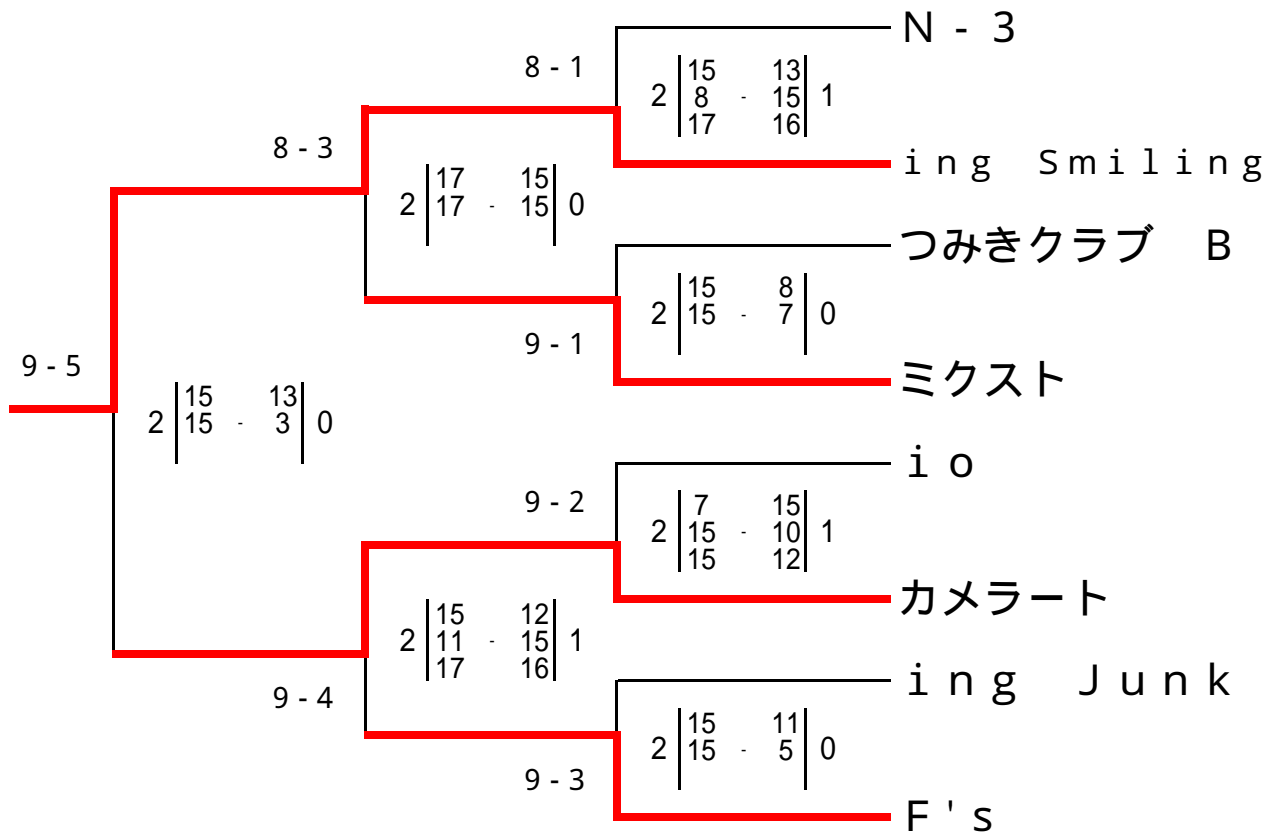 N - 3
8 - 1
2 15 - 13 1
8 15
17 16
8 - 3
ing Smiling
2 17 - 15 0
17 15
つみきクラブ B
2 15 - 8 0
15 7
9 - 1
9 - 5
ミクスト
2 15 - 13 0
15 3
io
9 - 2
2 7 - 15 1
15 10
15 12
カメラート
2 15 - 12 1
11 15
17 16
ing Junk
9 - 4
2 15 - 11 0
15 5
9 - 3
F's